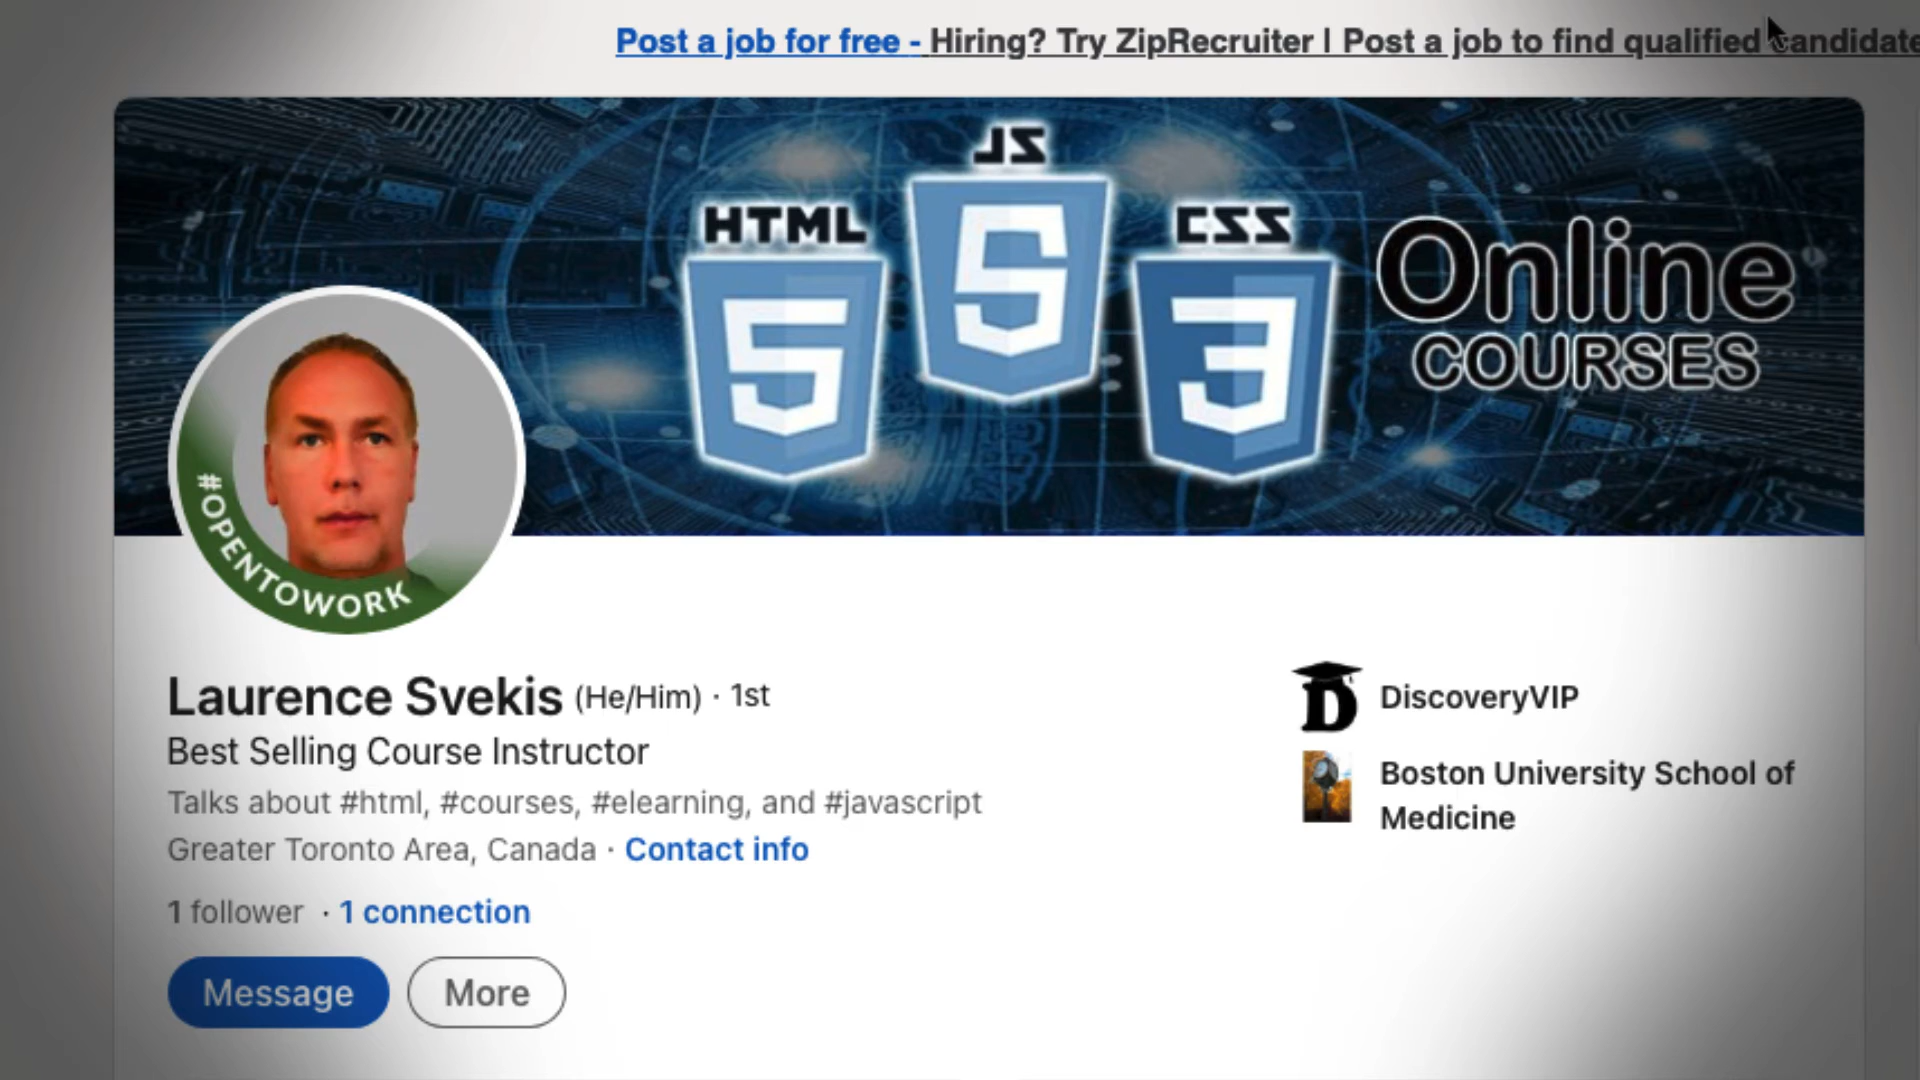 Post a job for free - Hiring? Try ZipRecruiter | Post a job to find qualified candidate
JS
HTML
CSS
5
5
3
Online
COURSES
#OPENTOWORK
Laurence Svekis (He/Him) · 1st
Best Selling Course Instructor
Talks about #html, #courses, #elearning, and #javascript
Greater Toronto Area, Canada · Contact info
1 follower · 1 connection
Message
More
D
DiscoveryVIP
Boston University School of
Medicine